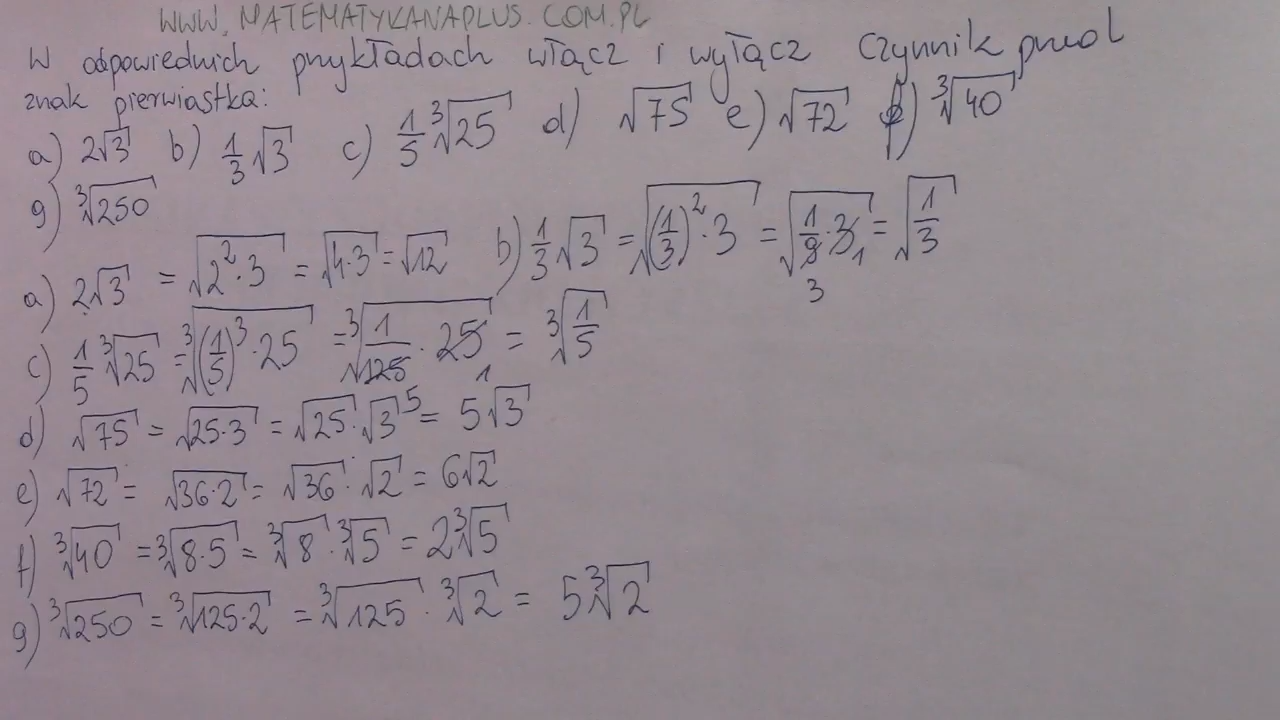 WWW.MATEMATYKANAPLUS.COM.PL
W odpowiednich przykładach włącz i wyłącz czynnik przed
znak pierwiastka:
a) 2√3 b) 1/3 √3 c) 1/5 ∛25 d) √75 e) √72 f) ∛40
g) ∛250
a) 2√3 = √(2²·3) = √(4·3) = √12 b) 1/3 √3 = √((1/3)²·3) = √(1/9·3) = √(1/3)
3 1
c) 1/5 ∛25 = ∛((1/5)³·25) = ∛(1/125·25) = ∛(1/5)
5 1
d) √75 = √(25·3) = √25·√3 = 5√3
e) √72 = √(36·2) = √36·√2 = 6√2
f) ∛40 = ∛(8·5) = ∛8·∛5 = 2∛5
g) ∛250 = ∛(125·2) = ∛125·∛2 = 5∛2